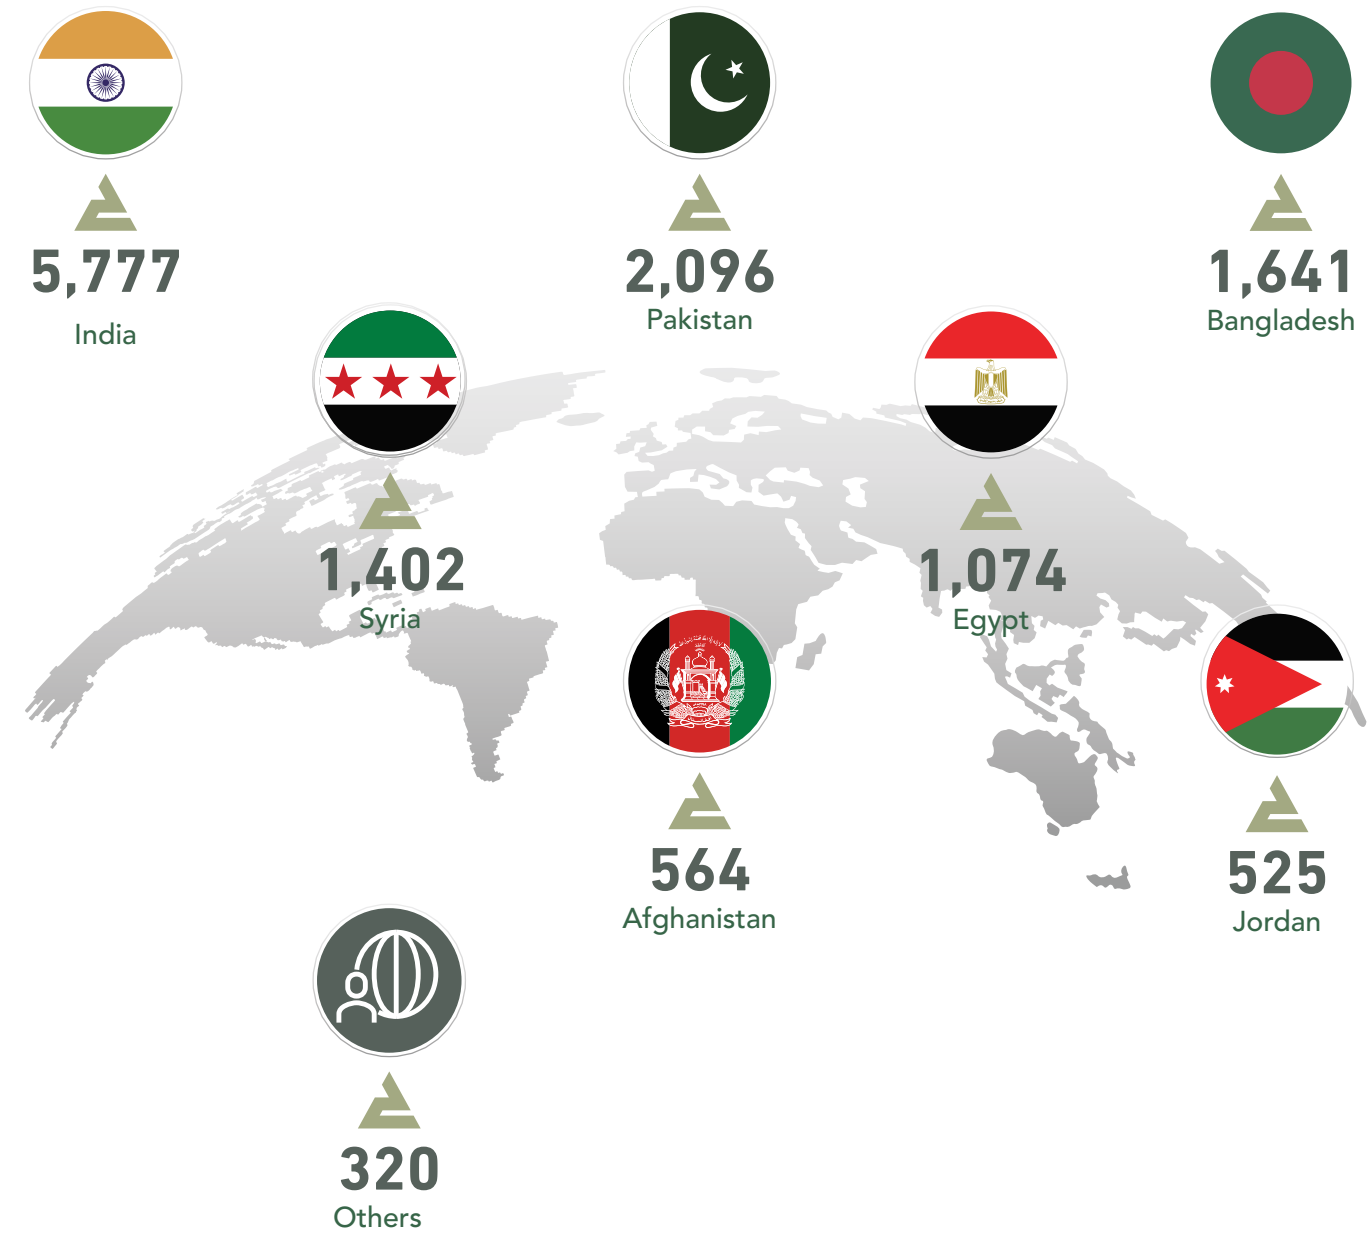 5,777
India
2,096
Pakistan
1,641
Bangladesh
1,402
Syria
1,074
Egypt
564
Afghanistan
525
Jordan
320
Others